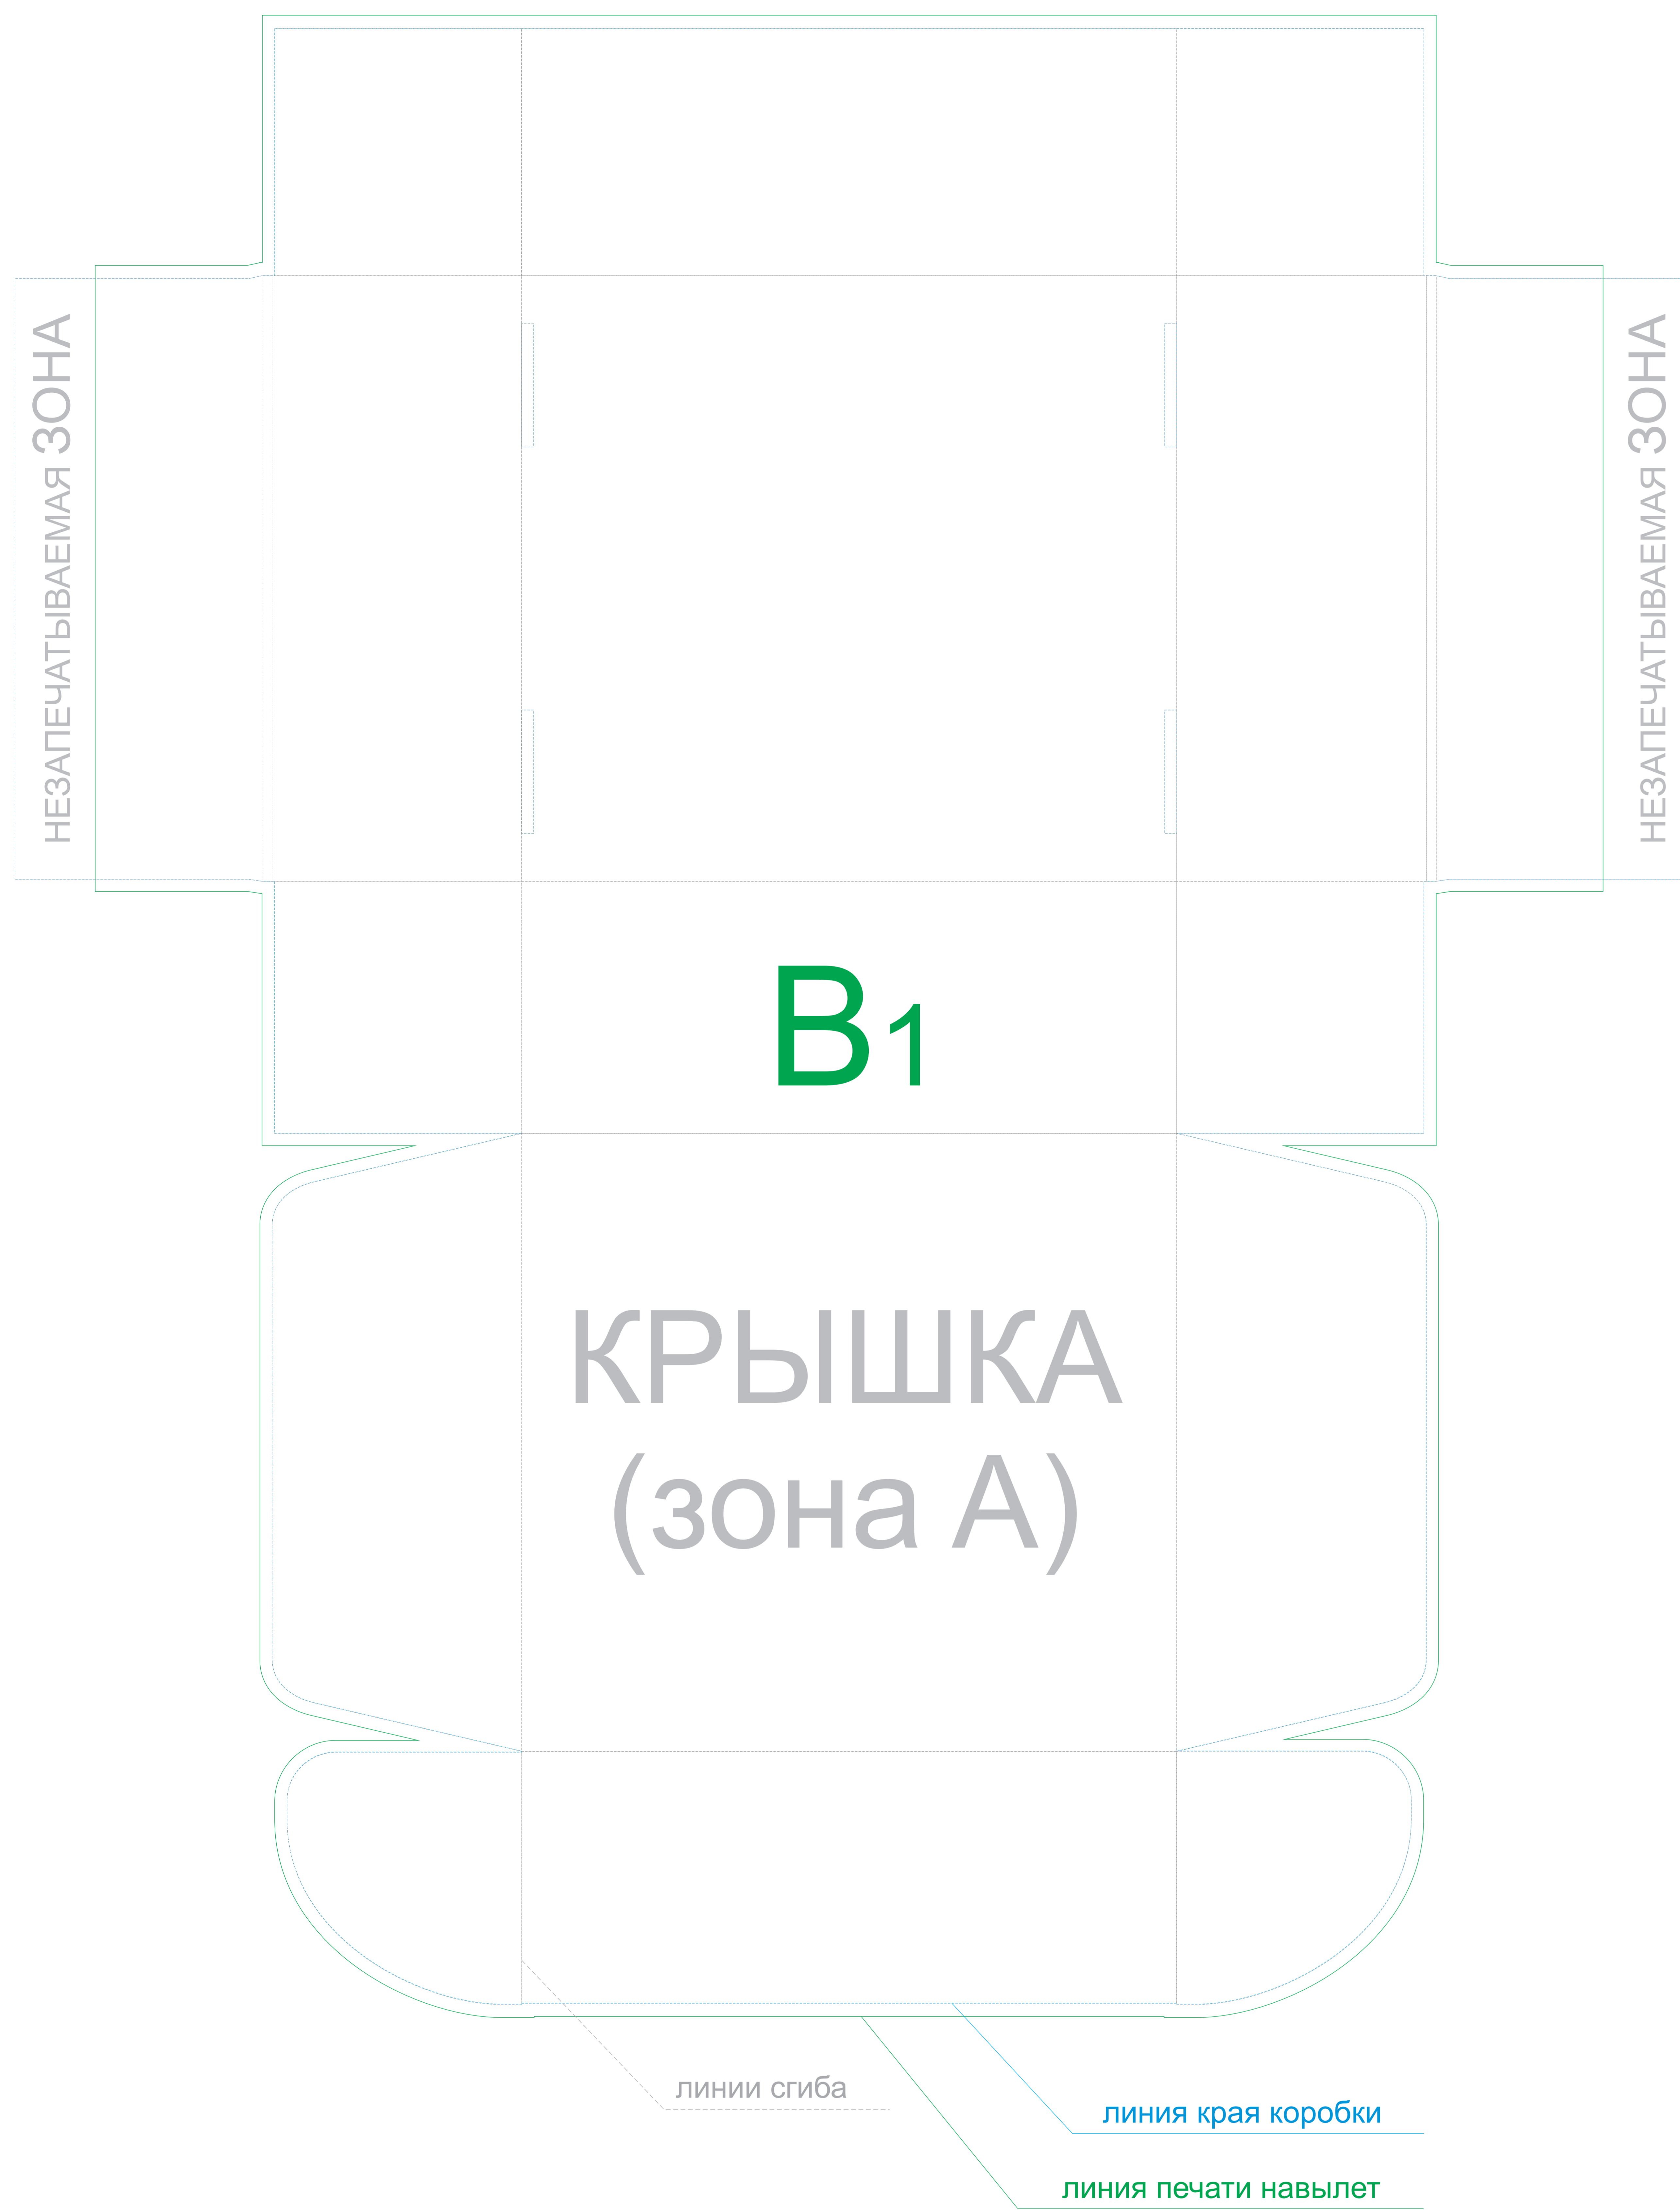 НЕЗАПЕЧАТЫВАЕМАЯ ЗОНА
НЕЗАПЕЧАТЫВАЕМАЯ ЗОНА
B1
КРЫШКА
(зона А)
линии сгиба
линия края коробки
линия печати навылет